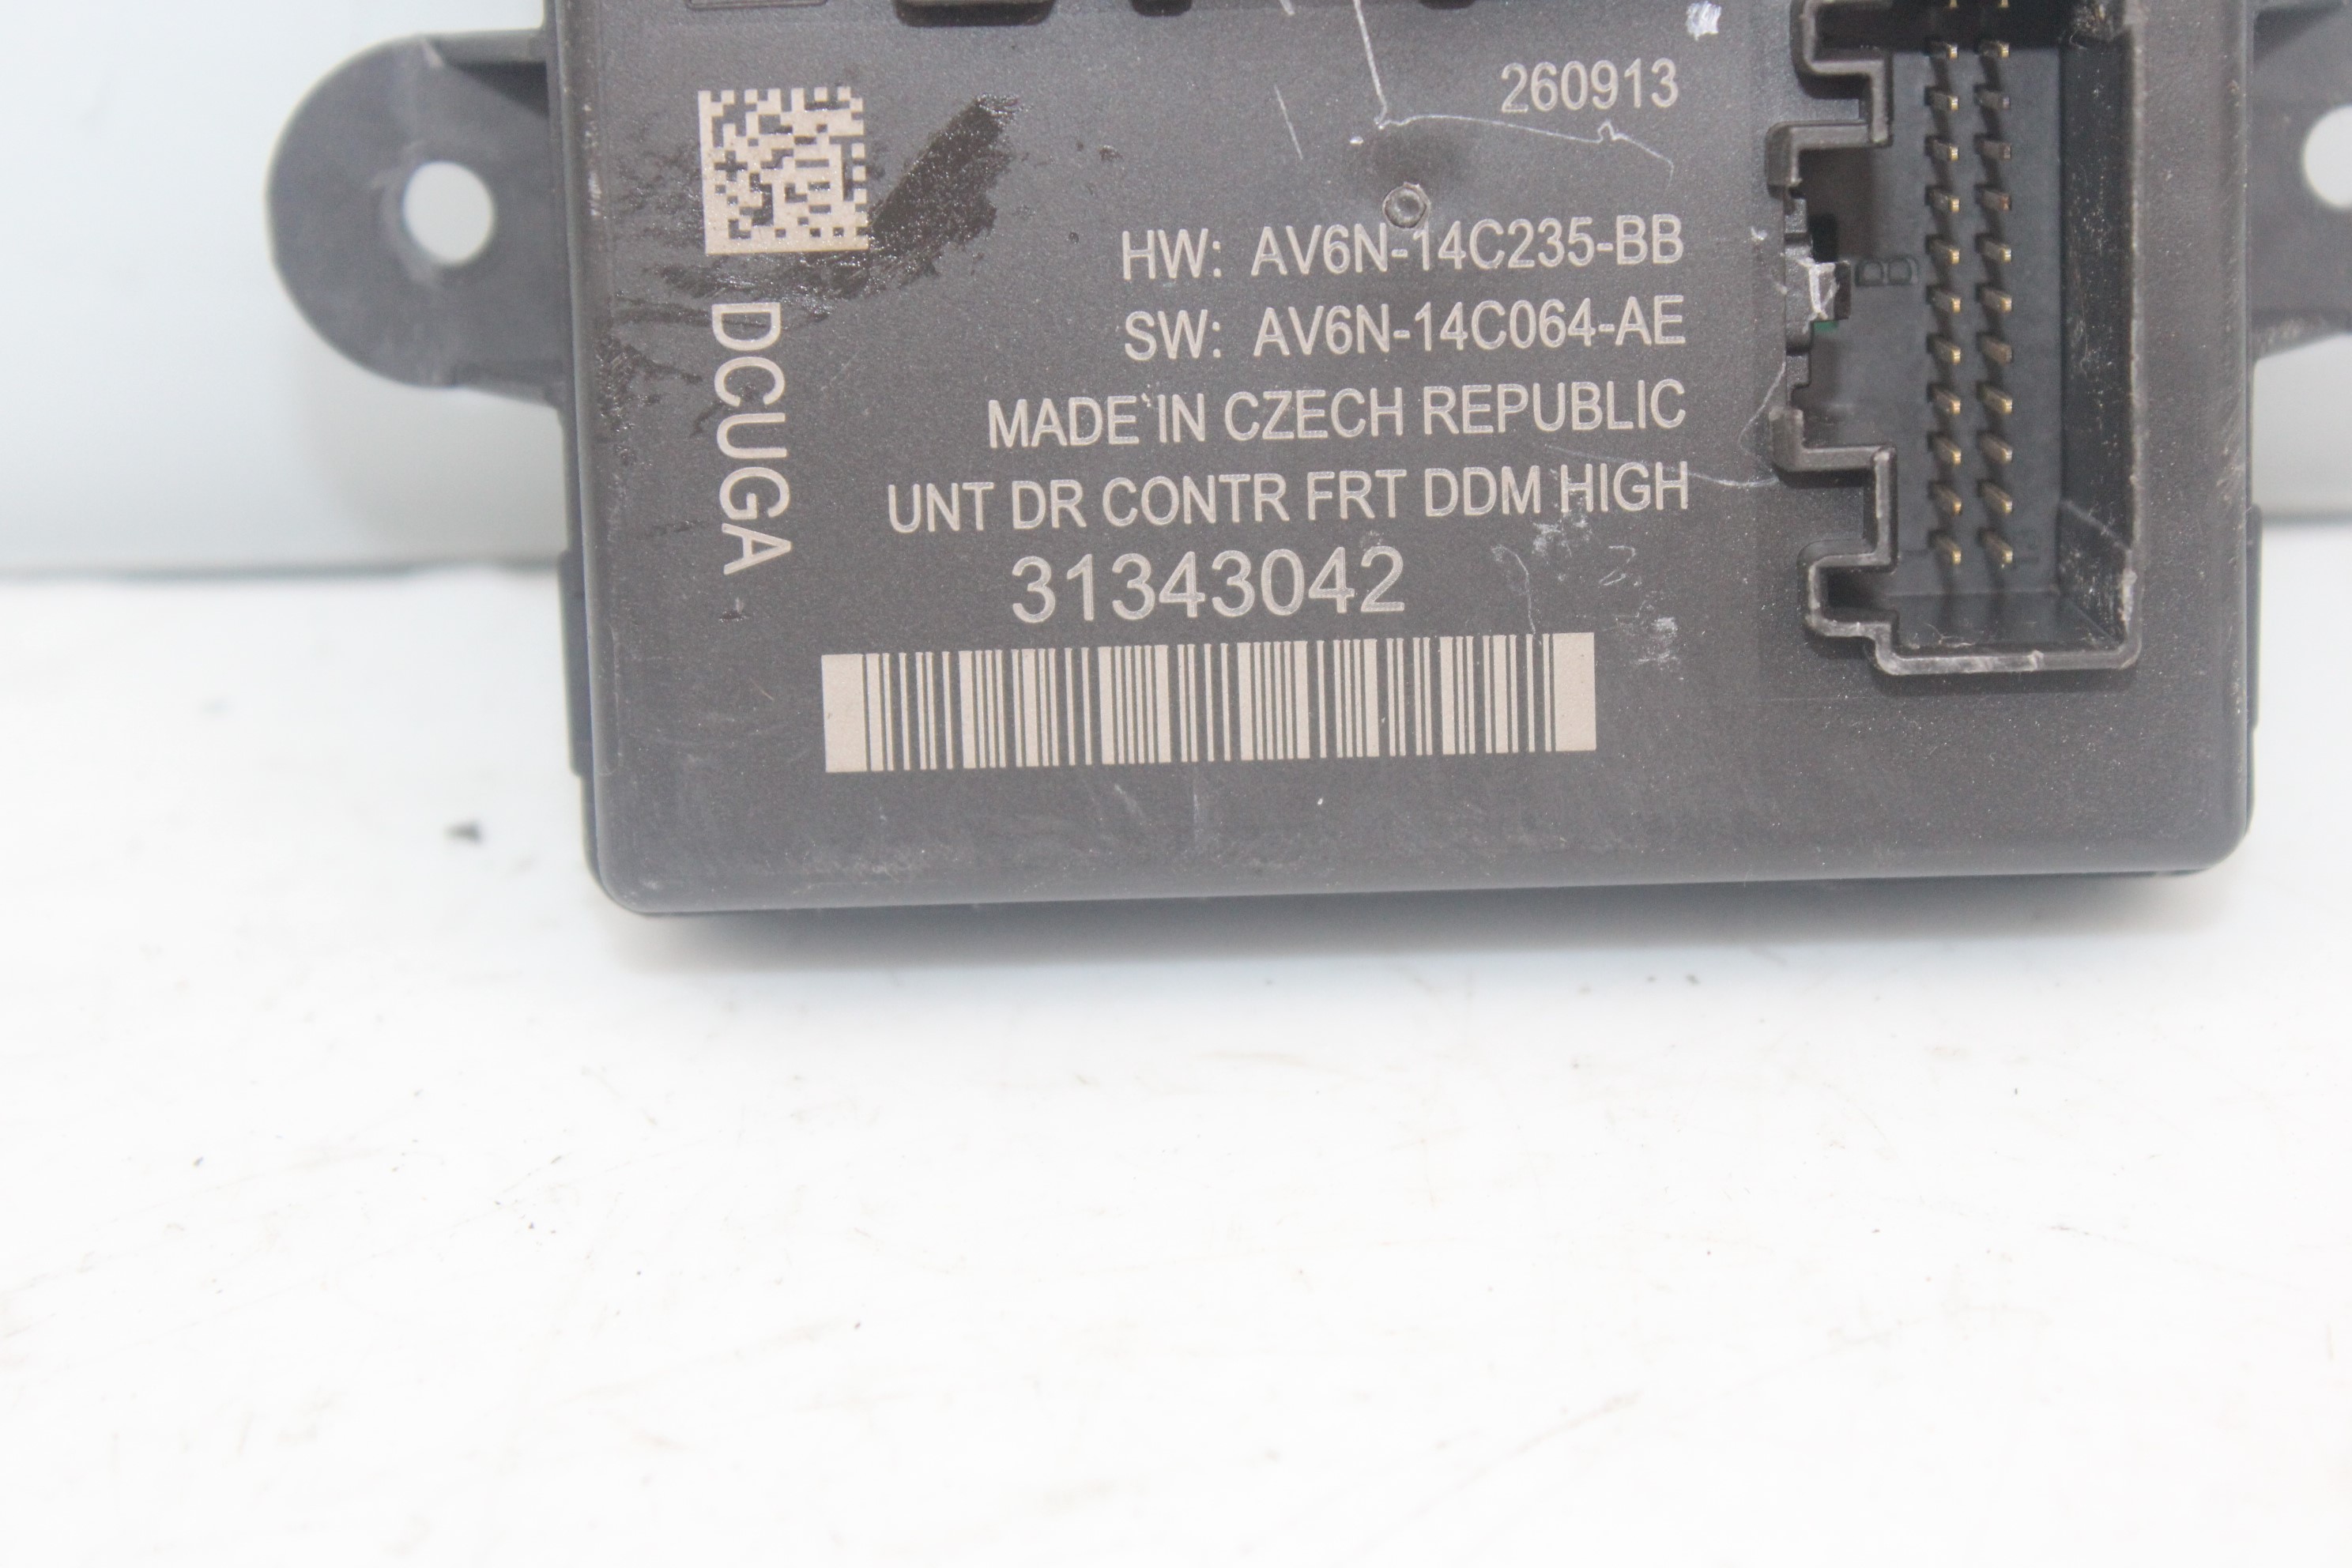 260913
HW: AV6N-14C235-BB
SW: AV6N-14C064-AE
MADE IN CZECH REPUBLIC
UNT DR CONTR FRT DDM HIGH
31343042
DCUGA
B